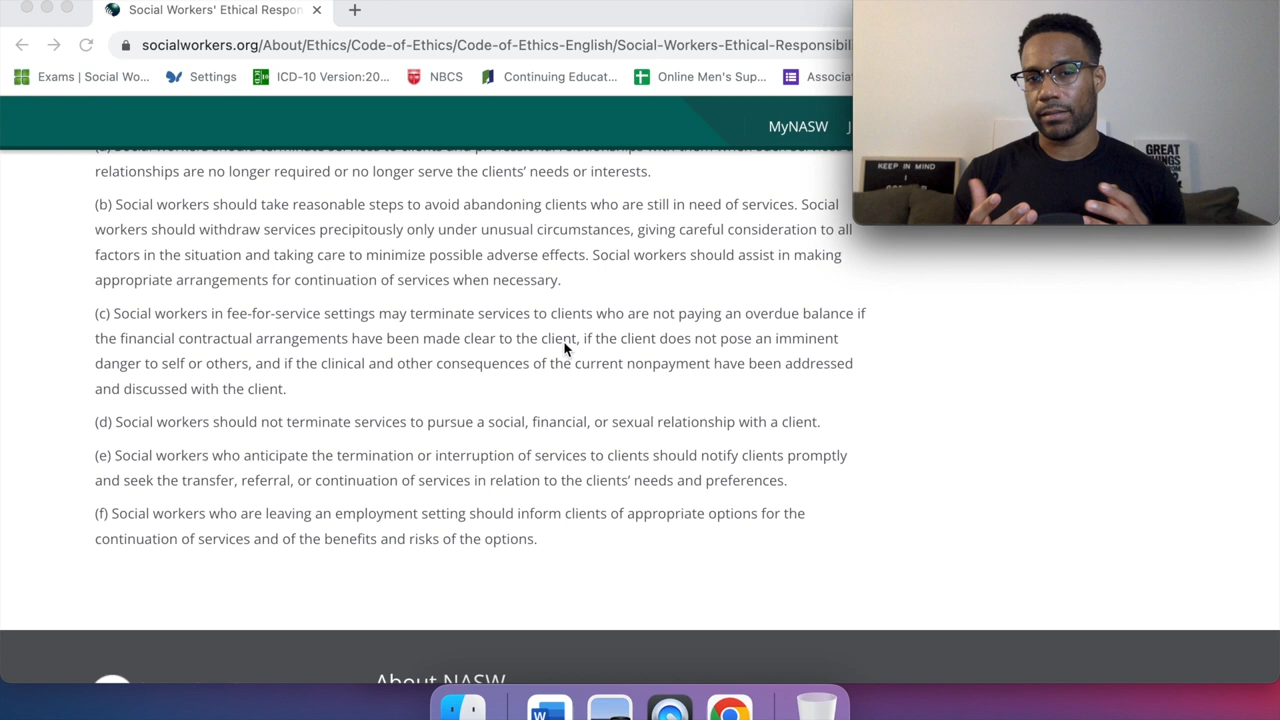 Social Workers' Ethical Respon
socialworkers.org/About/Ethics/Code-of-Ethics/Code-of-Ethics-English/Social-Workers-Ethical-Responsibil
Exams | Social Wo... Settings ICD-10 Version:20... NBCS Continuing Educat... Online Men's Sup... Associa
MyNASW J
relationships are no longer required or no longer serve the clients’ needs or interests.
(b) Social workers should take reasonable steps to avoid abandoning clients who are still in need of services. Social
workers should withdraw services precipitously only under unusual circumstances, giving careful consideration to all
factors in the situation and taking care to minimize possible adverse effects. Social workers should assist in making
appropriate arrangements for continuation of services when necessary.
(c) Social workers in fee-for-service settings may terminate services to clients who are not paying an overdue balance if
the financial contractual arrangements have been made clear to the client, if the client does not pose an imminent
danger to self or others, and if the clinical and other consequences of the current nonpayment have been addressed
and discussed with the client.
(d) Social workers should not terminate services to pursue a social, financial, or sexual relationship with a client.
(e) Social workers who anticipate the termination or interruption of services to clients should notify clients promptly
and seek the transfer, referral, or continuation of services in relation to the clients’ needs and preferences.
(f) Social workers who are leaving an employment setting should inform clients of appropriate options for the
continuation of services and of the benefits and risks of the options.
About NASW
KEEP IN MIND
I
GREAT
THINGS
W